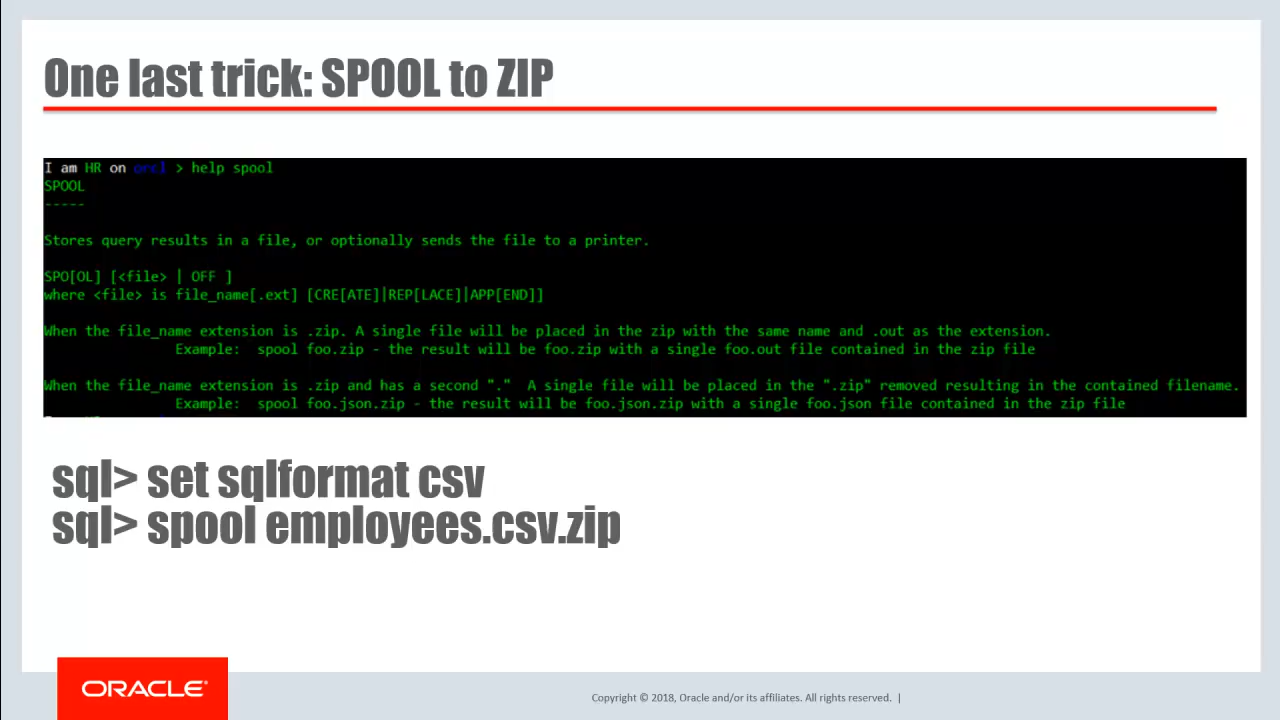 One last trick: SPOOL to ZIP
I am HR on orcl > help spool
SPOOL
-----
Stores query results in a file, or optionally sends the file to a printer.
SPO[OL] [<file> | OFF ]
where <file> is file_name[.ext] [CRE[ATE]|REP[LACE]|APP[END]]
When the file_name extension is .zip. A single file will be placed in the zip with the same name and .out as the extension.
Example: spool foo.zip - the result will be foo.zip with a single foo.out file contained in the zip file
When the file_name extension is .zip and has a second "." A single file will be placed in the ".zip" removed resulting in the contained filename.
Example: spool foo.json.zip - the result will be foo.json.zip with a single foo.json file contained in the zip file
sql> set sqlformat csv
sql> spool employees.csv.zip
ORACLE®
Copyright © 2018, Oracle and/or its affiliates. All rights reserved. |